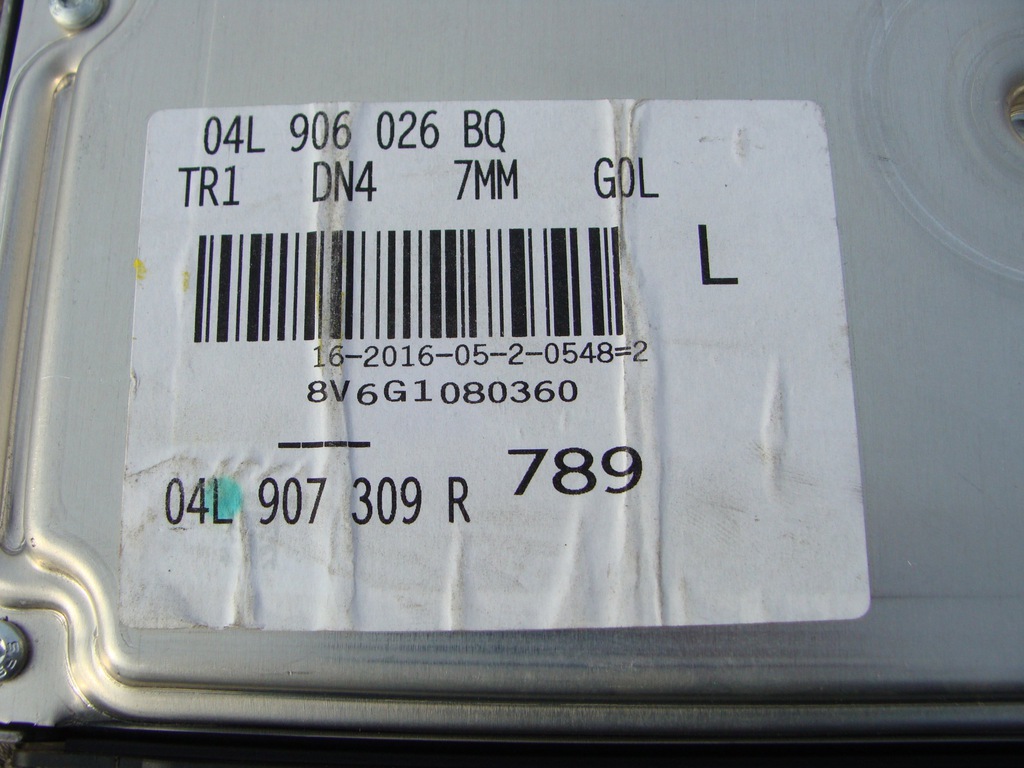 04L 906 026 BQ
TR1 DN4 7MM G0L
L
16-2016-05-2-0548=2
8V6G1080360
789
04L 907 309 R